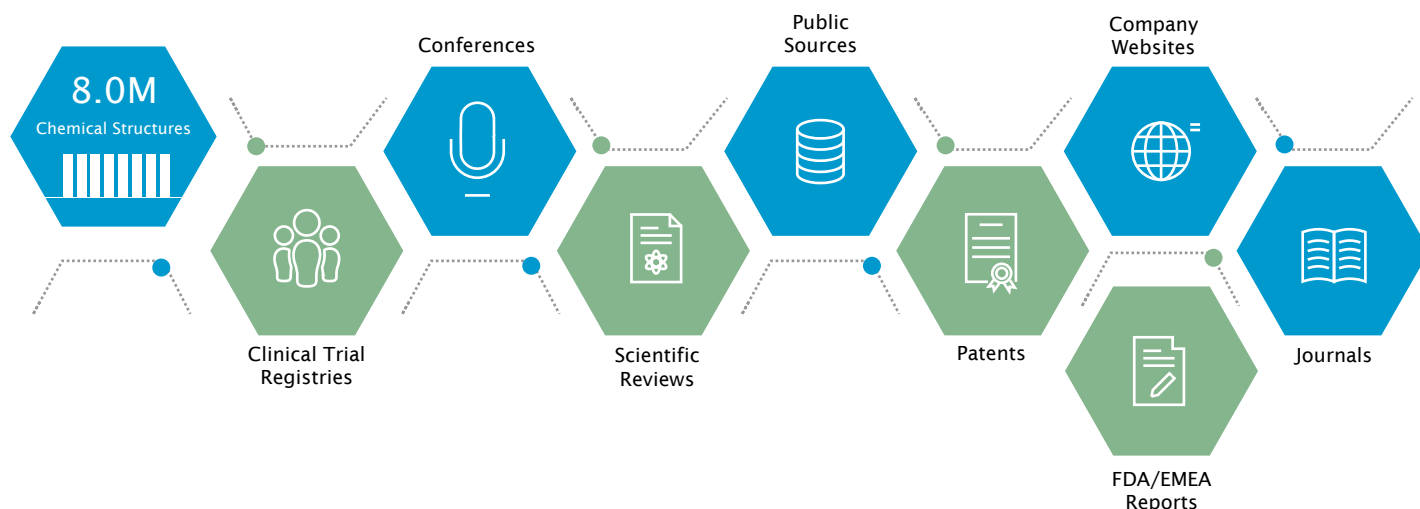 8.0M
Chemical Structures
Clinical Trial
Registries
Conferences
Scientific
Reviews
Public
Sources
Patents
Company
Websites
FDA/EMEA
Reports
Journals